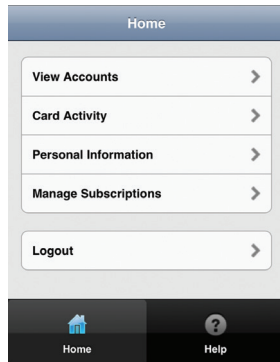 Home
View Accounts
Card Activity
Personal Information
Manage Subscriptions
Logout
Home Help